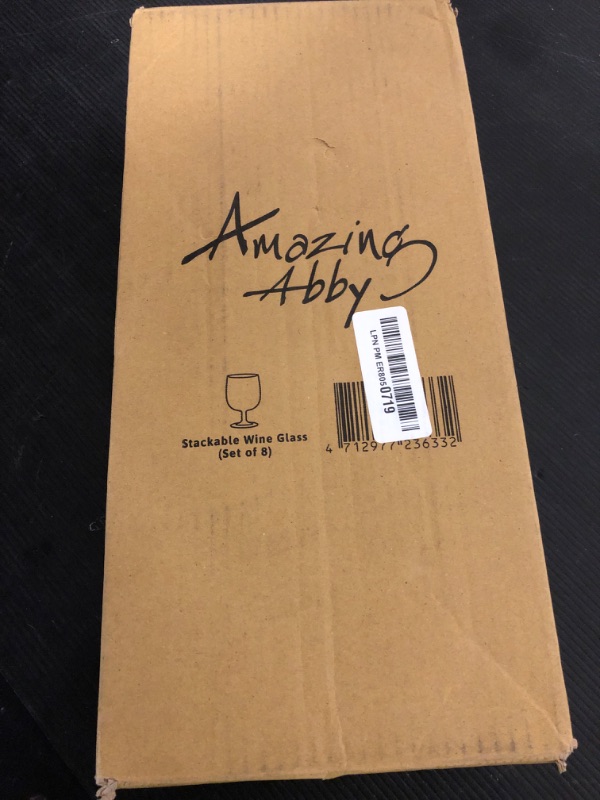 Amazing
Abby
LPN PM ER8050719
Stackable Wine Glass
(Set of 8)
4 712977 236332